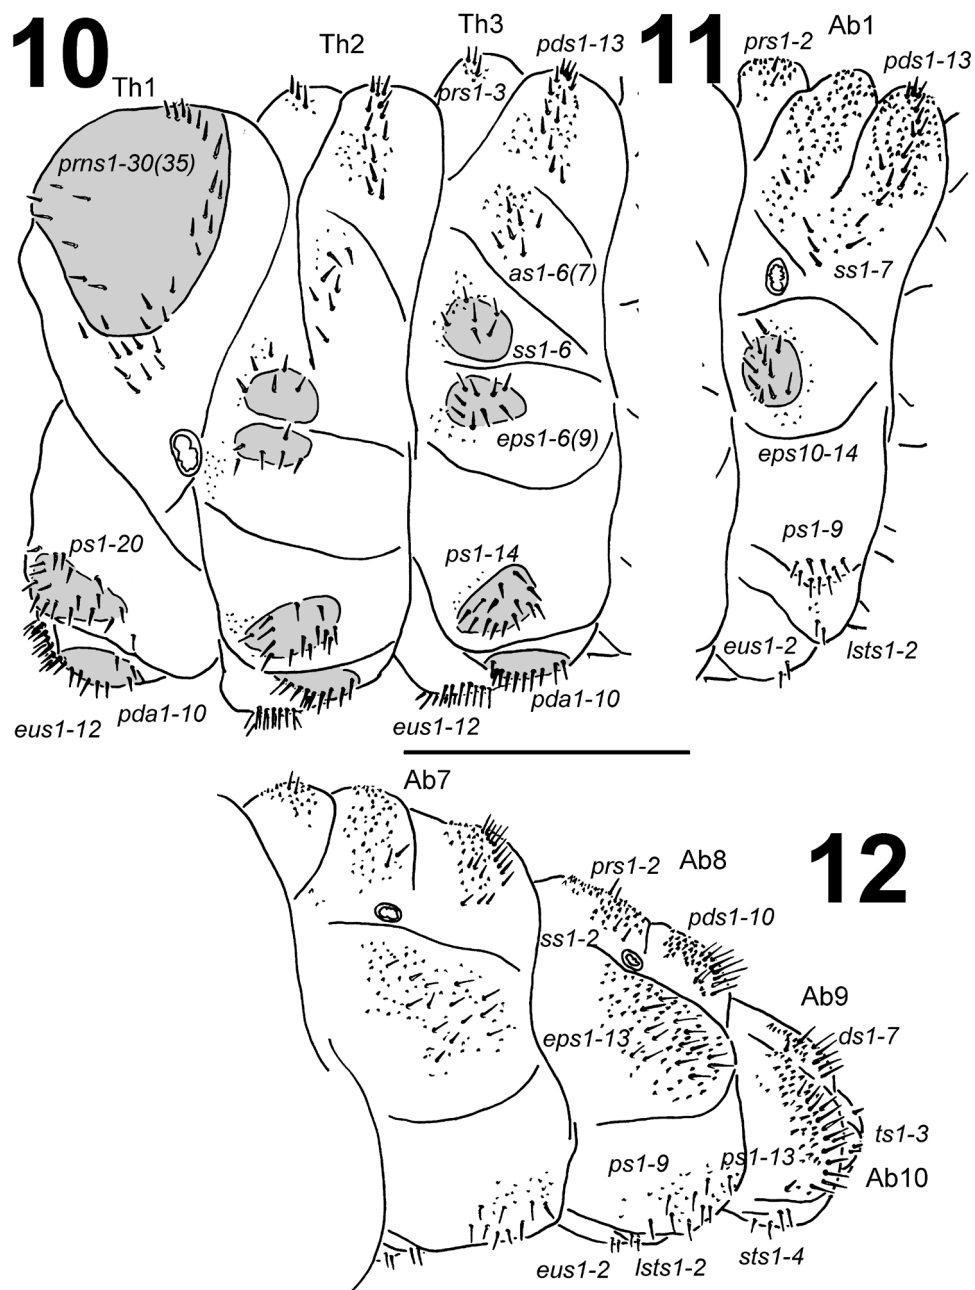 10
Th1
Th2
Th3
prs1-3
pds1-13
prns1-30(35)
as1-6(7)
ss1-6
eps1-6(9)
ps1-20
ps1-14
eus1-12
pda1-10
eus1-12
pda1-10
11
Ab1
prs1-2
pds1-13
ss1-7
eps10-14
ps1-9
eus1-2
lsts1-2
12
Ab7
Ab8
prs1-2
pds1-10
ss1-2
Ab9
ds1-7
eps1-13
ts1-3
ps1-9
ps1-13
Ab10
eus1-2
lsts1-2
sts1-4